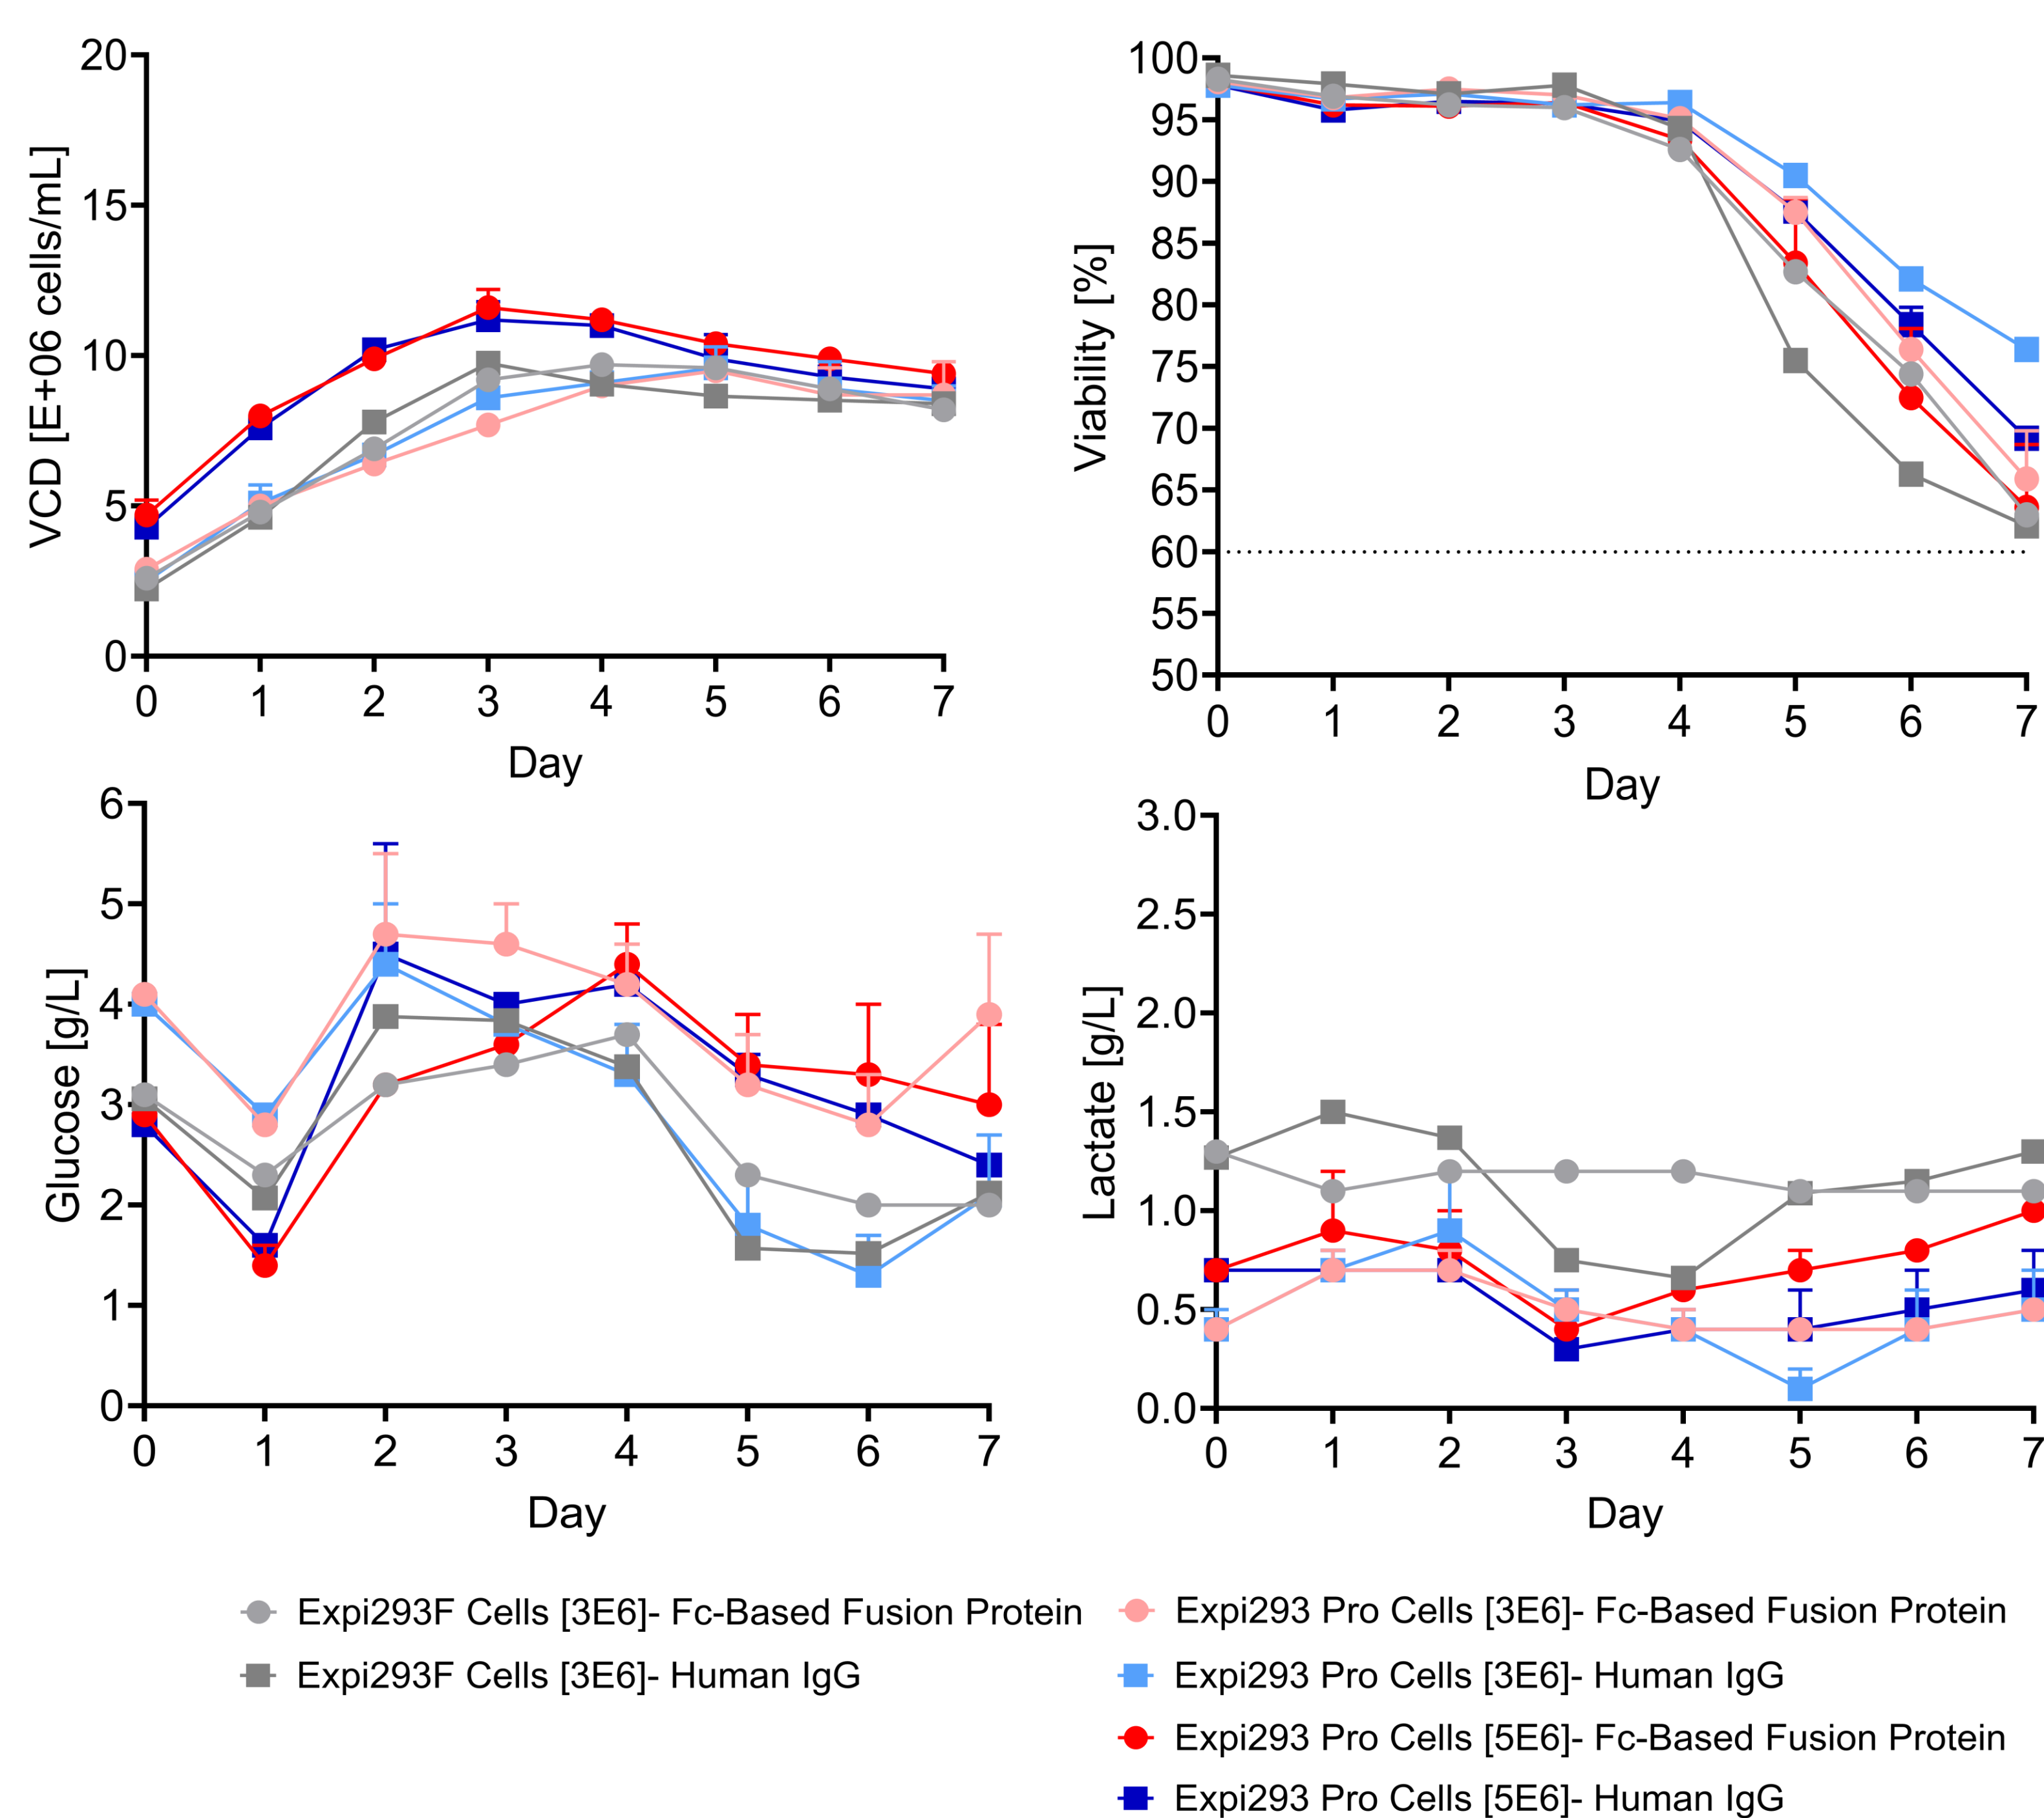 20
15
10
5
0
VCD [E+06 cells/mL]
0 1 2 3 4 5 6 7
Day
100
95
90
85
80
75
70
65
60
55
50
Viability [%]
0 1 2 3 4 5 6 7
Day
6
5
4
3
2
1
0
Glucose [g/L]
0 1 2 3 4 5 6 7
Day
3.0
2.5
2.0
1.5
1.0
0.5
0.0
Lactate [g/L]
0 1 2 3 4 5 6 7
Day
Expi293F Cells [3E6]- Fc-Based Fusion Protein
Expi293F Cells [3E6]- Human IgG
Expi293 Pro Cells [3E6]- Fc-Based Fusion Protein
Expi293 Pro Cells [3E6]- Human IgG
Expi293 Pro Cells [5E6]- Fc-Based Fusion Protein
Expi293 Pro Cells [5E6]- Human IgG